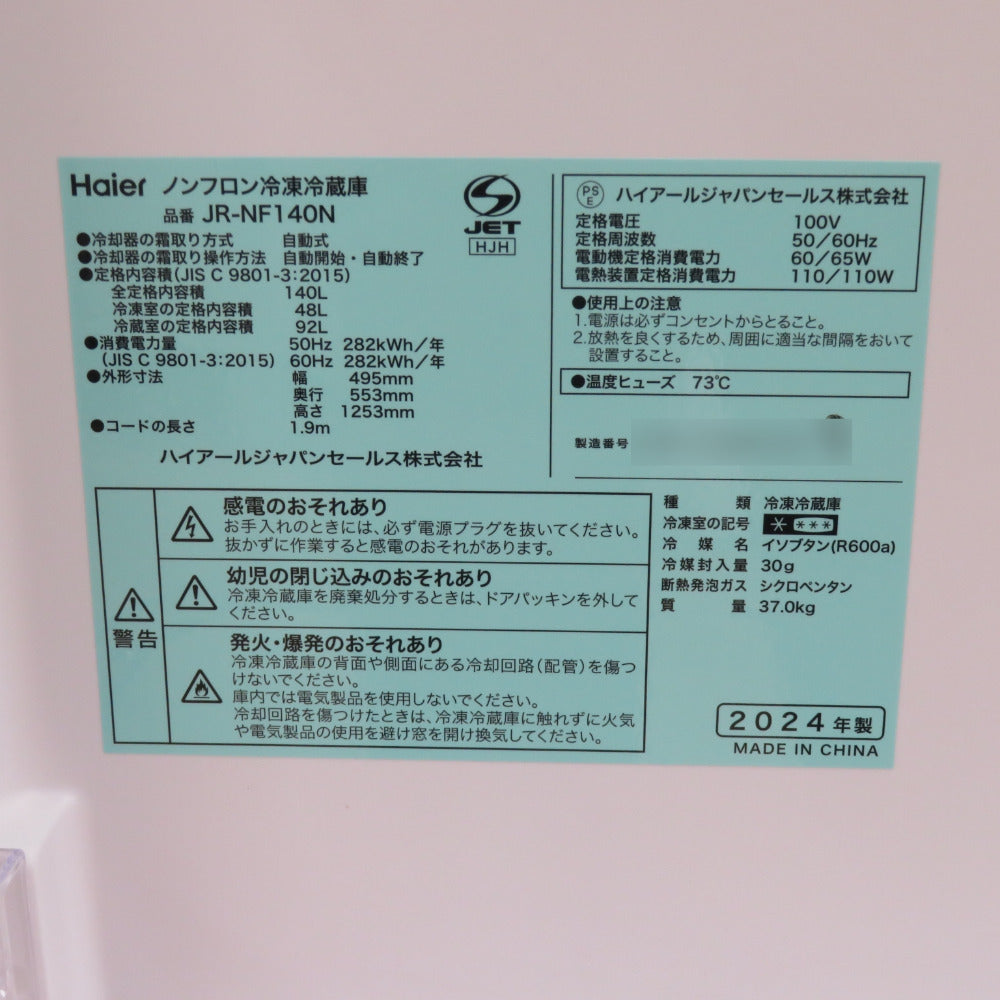 Haier ノンフロン冷凍冷蔵庫
品番 JR-NF140N
●冷却器の霜取り方式 自動式
●冷却器の霜取り操作方法 自動開始・自動終了
●定格内容積(JIS C 9801-3:2015)
全定格内容積 140L
冷凍室の定格内容積 48L
冷蔵室の定格内容積 92L
●消費電力量 50Hz 282kWh/年
(JIS C 9801-3:2015) 60Hz 282kWh/年
●外形寸法 幅 495mm
奥行 553mm
高さ 1253mm
●コードの長さ 1.9m
ハイアールジャパンセールス株式会社
JET
HJH
PSE ハイアールジャパンセールス株式会社
定格電圧 100V
定格周波数 50/60Hz
電動機定格消費電力 60/65W
電熱装置定格消費電力 110/110W
●使用上の注意
1.電源は必ずコンセントからとること。
2.放熱を良くするため、周囲に適当な間隔をおいて
設置すること。
●温度ヒューズ 73℃
製造番号
警告
感電のおそれあり
お手入れのときには、必ず電源プラグを抜いてください。
抜かずに作業すると感電のおそれがあります。
幼児の閉じ込みのおそれあり
冷凍冷蔵庫を廃棄処分するときは、ドアパッキンを外して
ください。
発火・爆発のおそれあり
冷凍冷蔵庫の背面や側面にある冷却回路(配管)を傷つ
けないでください。
庫内では電気製品を使用しないでください。
冷却回路を傷つけたときは、冷凍冷蔵庫に触れずに火気
や電気製品の使用を避け窓を開け換気してください。
種類 冷凍冷蔵庫
冷凍室の記号 * ***
冷媒名 イソブタン(R600a)
冷媒封入量 30g
断熱発泡ガス シクロペンタン
質量 37.0kg
2024年製
MADE IN CHINA